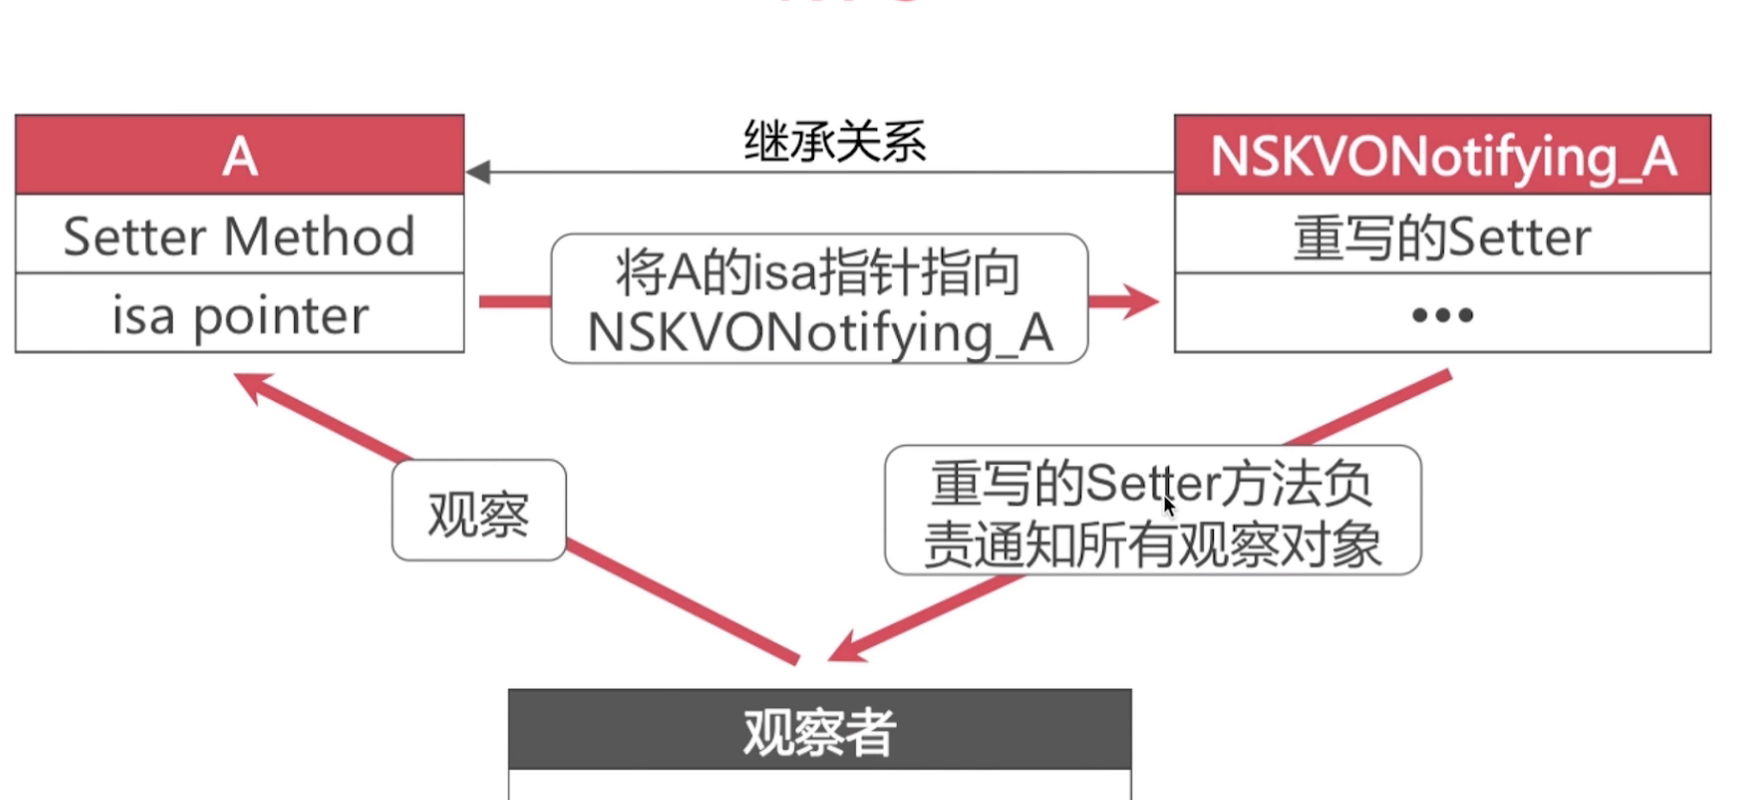 A
继承关系
NSKVONotifying_A
Setter Method
重写的Setter
将A的isa指针指向
NSKVONotifying_A
isa pointer
•••
观察
重写的Setter方法负
责通知所有观察对象
观察者